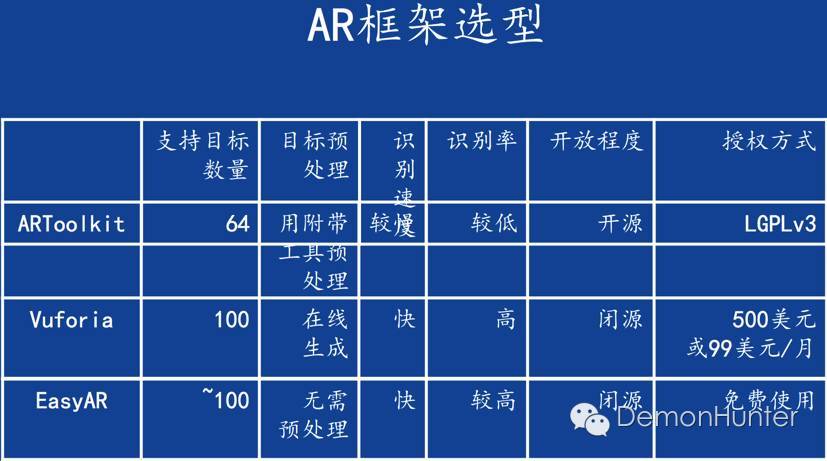 AR框架选型
支持目标 目标预 识 识别率 开放程度 授权方式
数量 处理 别
速
度
ARToolkit 64 用附带 较慢 较低 开源 LGPLv3
工具预
处理
Vuforia 100 在线 快 高 闭源 500美元
生成 或99美元/月
EasyAR ~100 无需 快 较高 闭源 免费使用
预处理
DemonHunter